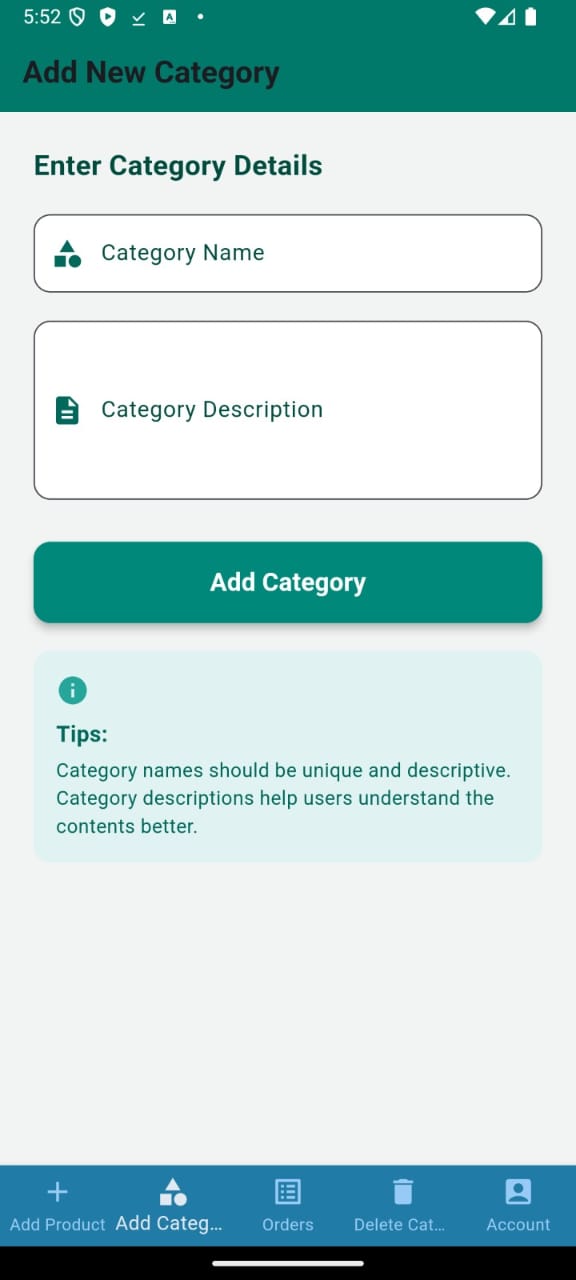 5:52
Add New Category
Enter Category Details
Category Name
Category Description
Add Category
Tips:
Category names should be unique and descriptive.
Category descriptions help users understand the
contents better.
Add Product Add Categ... Orders Delete Cat... Account